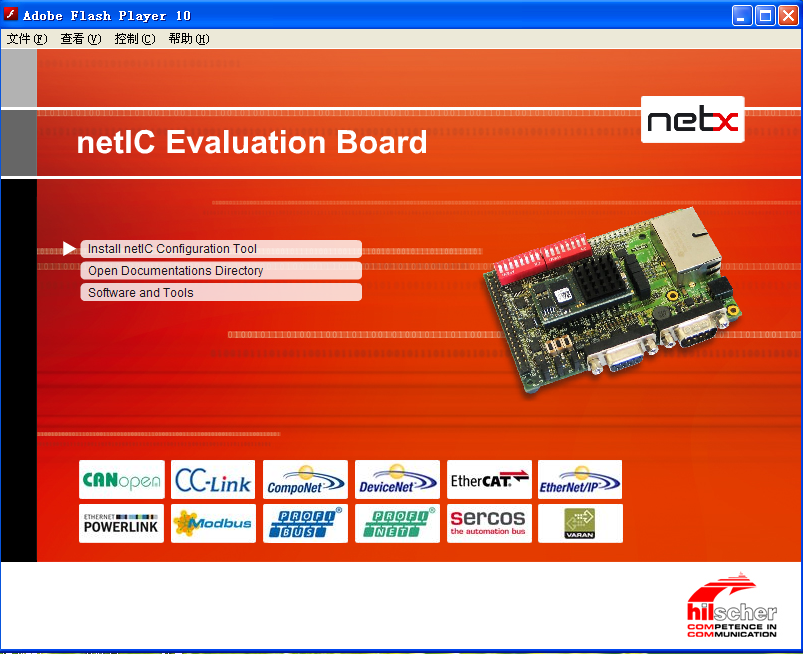 Adobe Flash Player 10
文件(F) 查看(V) 控制(C) 帮助(H)
netIC Evaluation Board
netx
Install netIC Configuration Tool
Open Documentations Directory
Software and Tools
CANopen CC-Link CompoNet DeviceNet EtherCAT EtherNet/IP
ETHERNET
POWERLINK Modbus PROFI BUS PROFI NET sercos
the automation bus VARAN
hilscher
COMPETENCE IN
COMMUNICATION